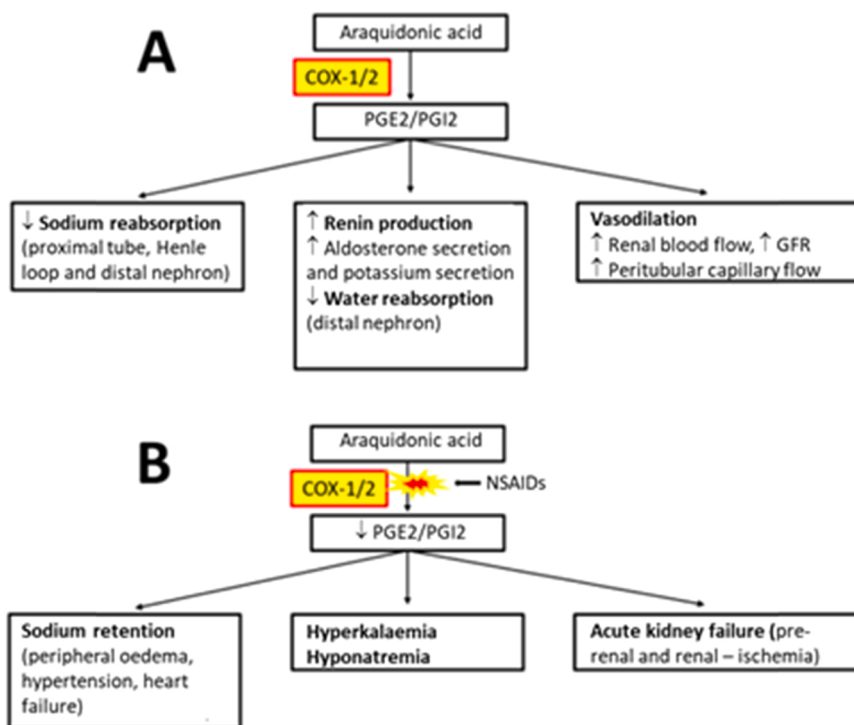 A
Araquidonic acid
COX-1/2
PGE2/PGI2
↓ Sodium reabsorption
(proximal tube, Henle
loop and distal nephron)
↑ Renin production
↑ Aldosterone secretion
and potassium secretion
↓ Water reabsorption
(distal nephron)
Vasodilation
↑ Renal blood flow, ↑ GFR
↑ Peritubular capillary flow
B
Araquidonic acid
COX-1/2
NSAIDs
↓ PGE2/PGI2
Sodium retention
(peripheral oedema,
hypertension, heart
failure)
Hyperkalaemia
Hyponatremia
Acute kidney failure (pre-
renal and renal – ischemia)